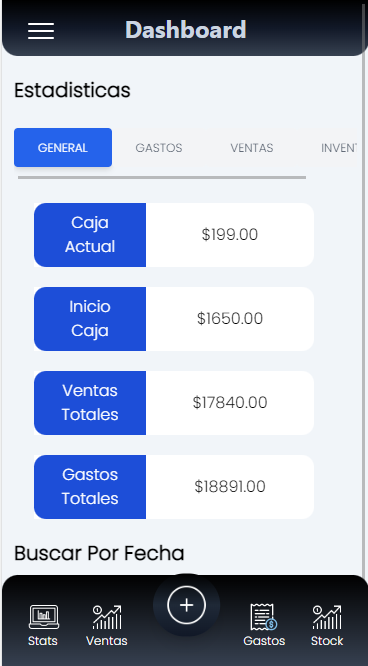 Dashboard
Estadisticas
GENERAL GASTOS VENTAS INVENT
Caja
Actual
$199.00
Inicio
Caja
$1650.00
Ventas
Totales
$17840.00
Gastos
Totales
$18891.00
Buscar Por Fecha
Stats Ventas + Gastos Stock